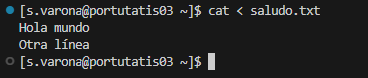 [s.varona@portutatis03 ~]$ cat < saludo.txt
Hola mundo
Otra línea
[s.varona@portutatis03 ~]$